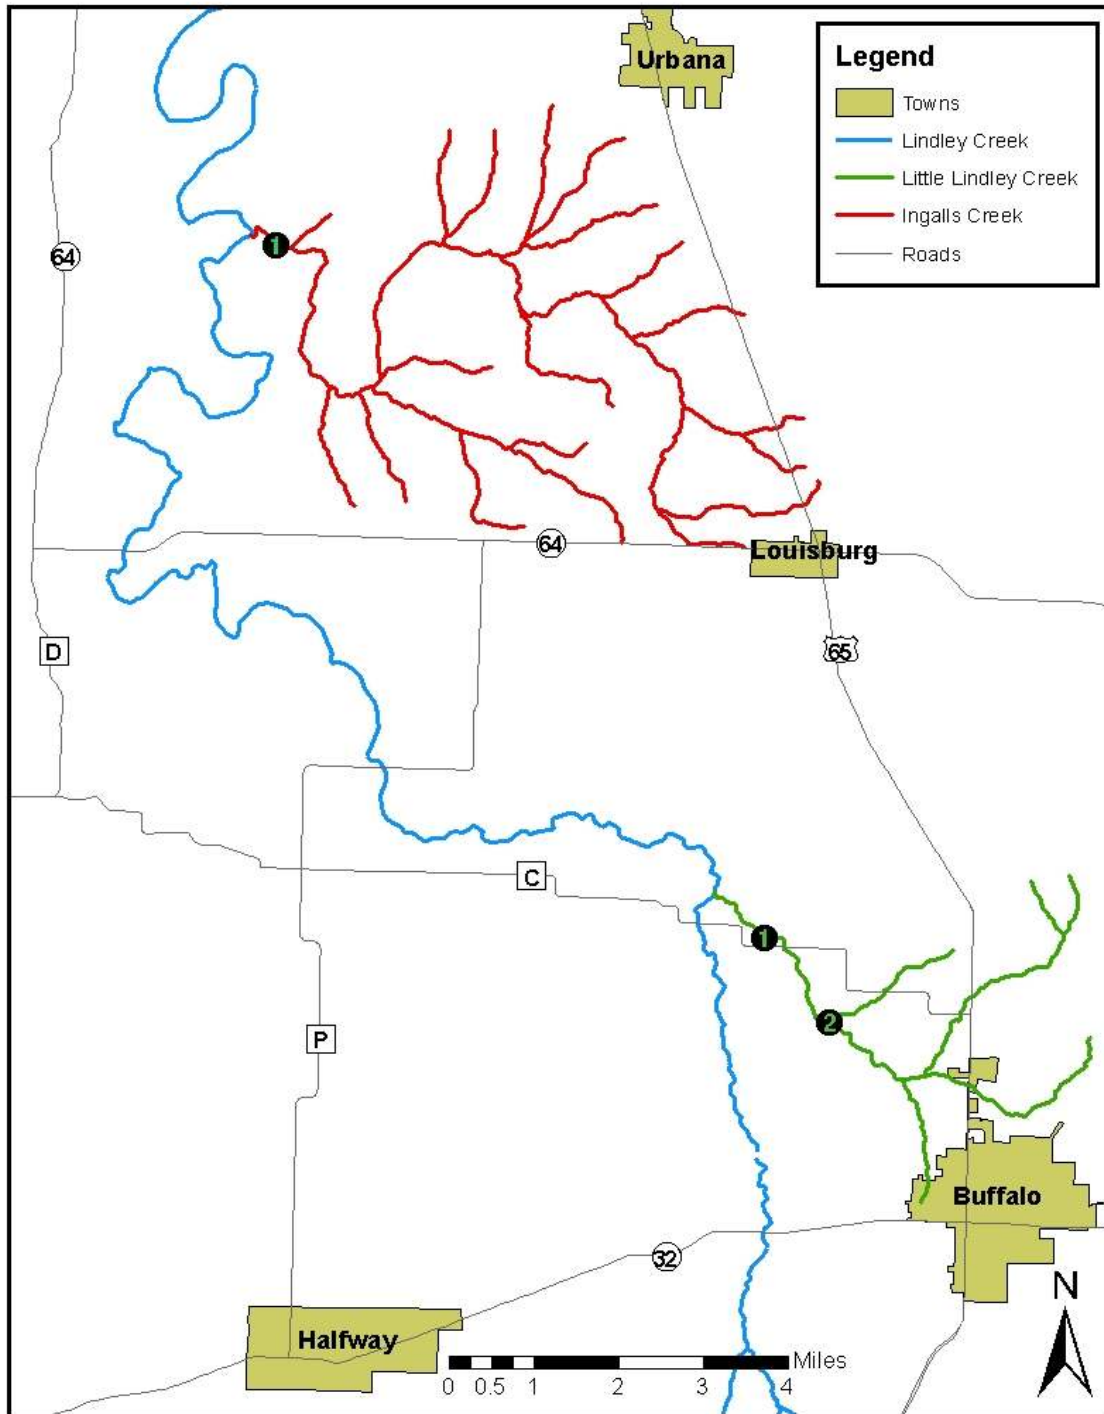 Urbana
Legend
Towns
Lindley Creek
Little Lindley Creek
Ingalls Creek
Roads
1
64
64
Louisburg
D
65
C
1
2
P
Buffalo
32
N
Halfway
Miles
0 0.5 1 2 3 4